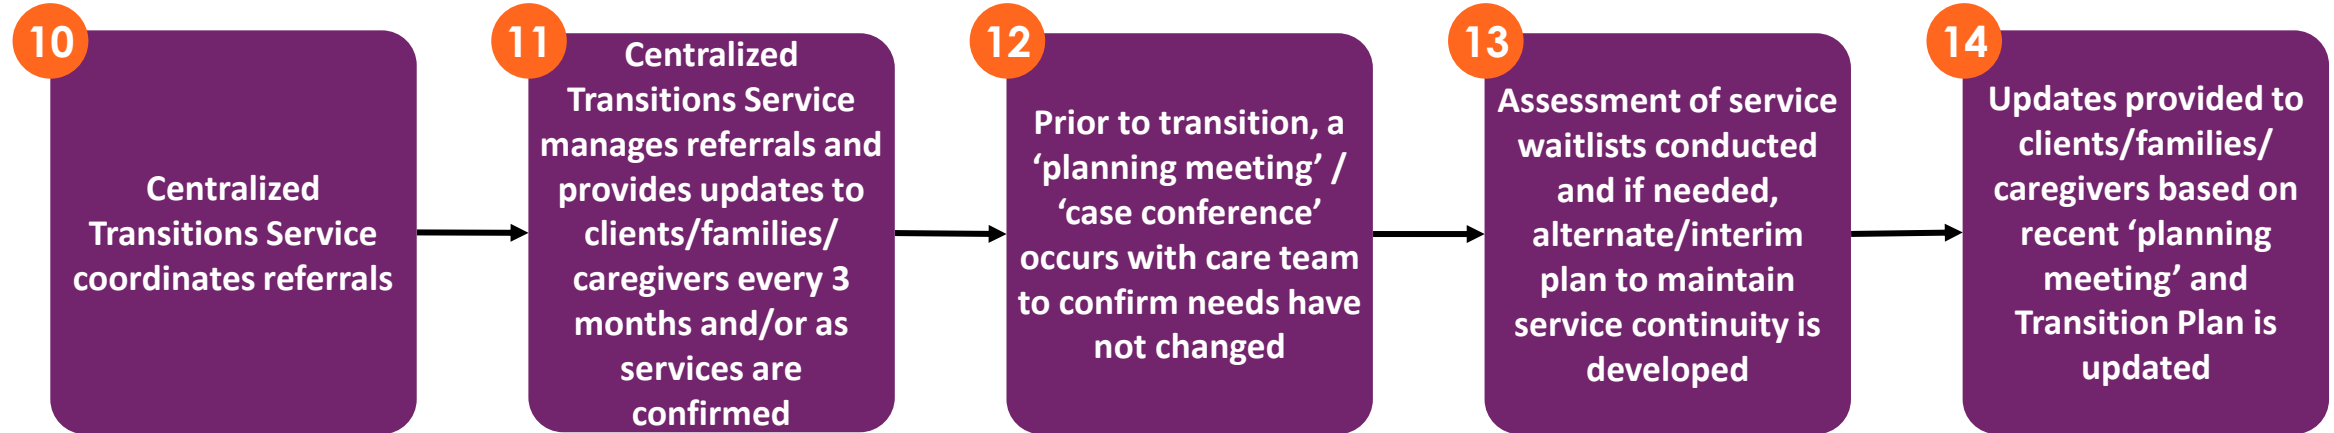 10
Centralized
Transitions Service
coordinates referrals
11
Centralized
Transitions Service
manages referrals and
provides updates to
clients/families/
caregivers every 3
months and/or as
services are
confirmed
12
Prior to transition, a
‘planning meeting’ /
‘case conference’
occurs with care team
to confirm needs have
not changed
13
Assessment of service
waitlists conducted
and if needed,
alternate/interim
plan to maintain
service continuity is
developed
14
Updates provided to
clients/families/
caregivers based on
recent ‘planning
meeting’ and
Transition Plan is
updated